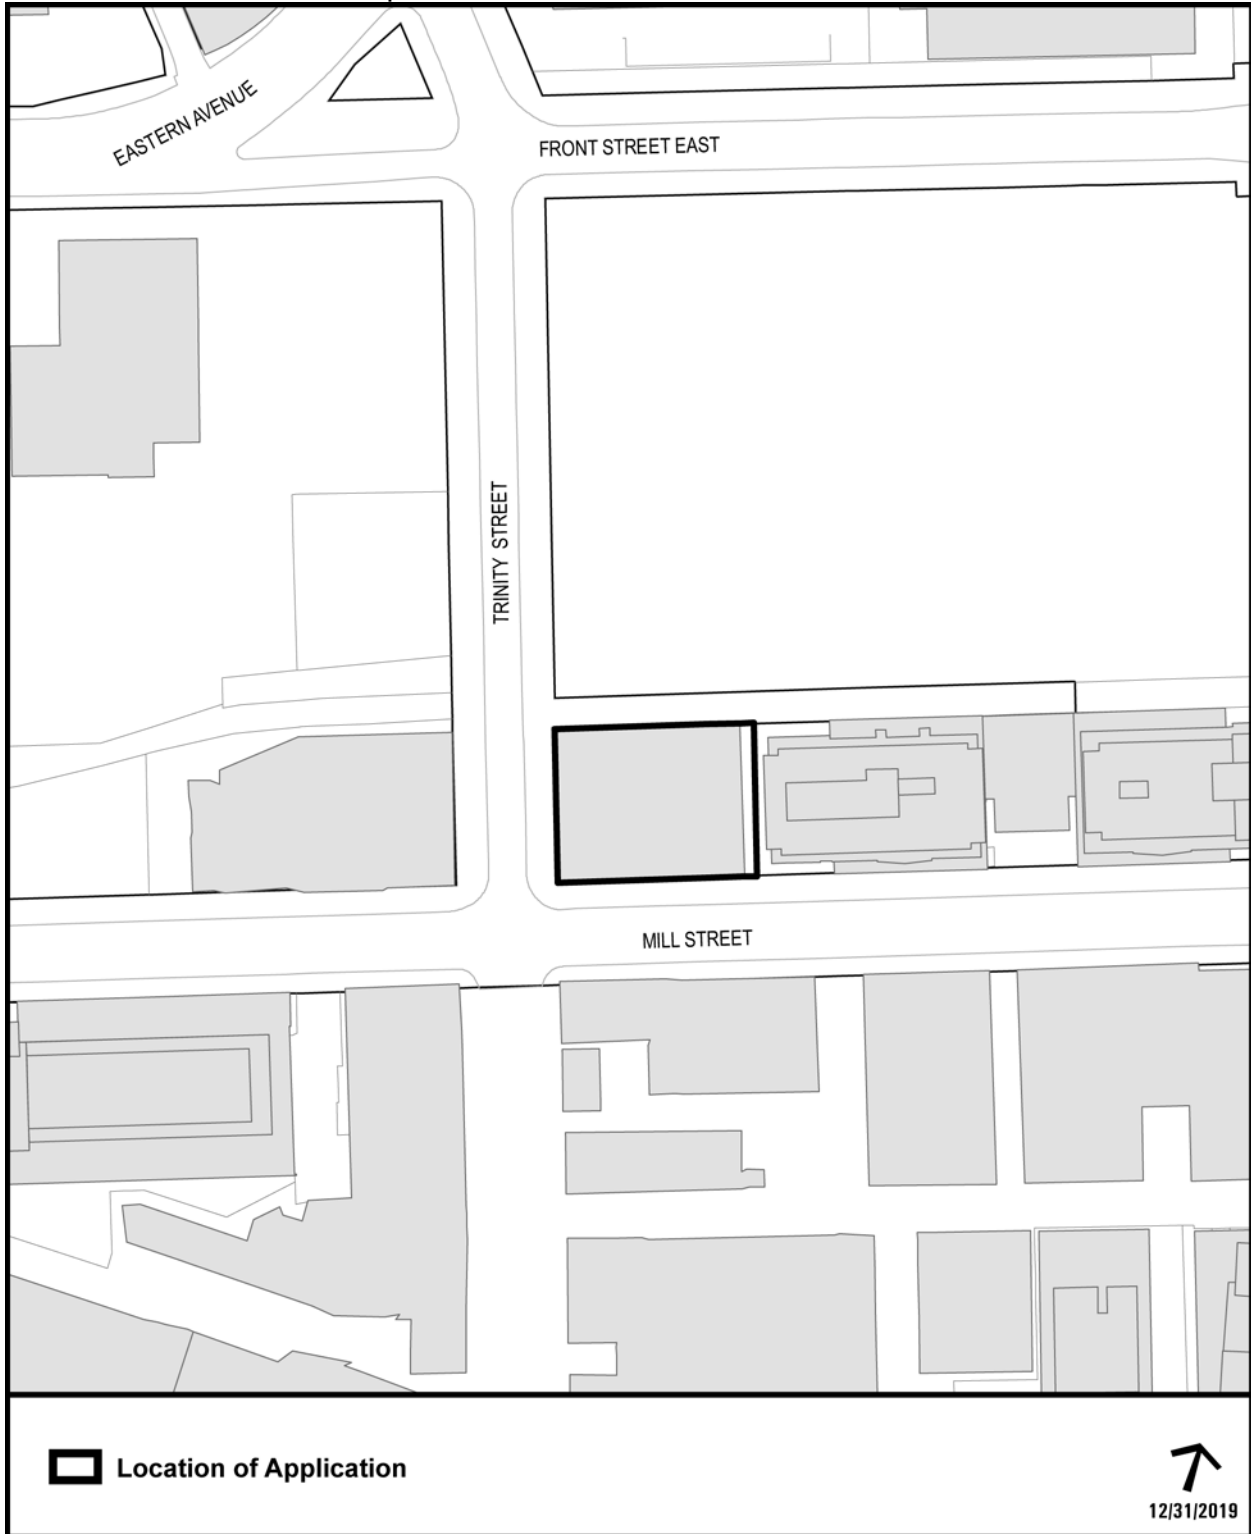 EASTERN AVENUE
FRONT STREET EAST
TRINITY STREET
MILL STREET
Location of Application
12/31/2019